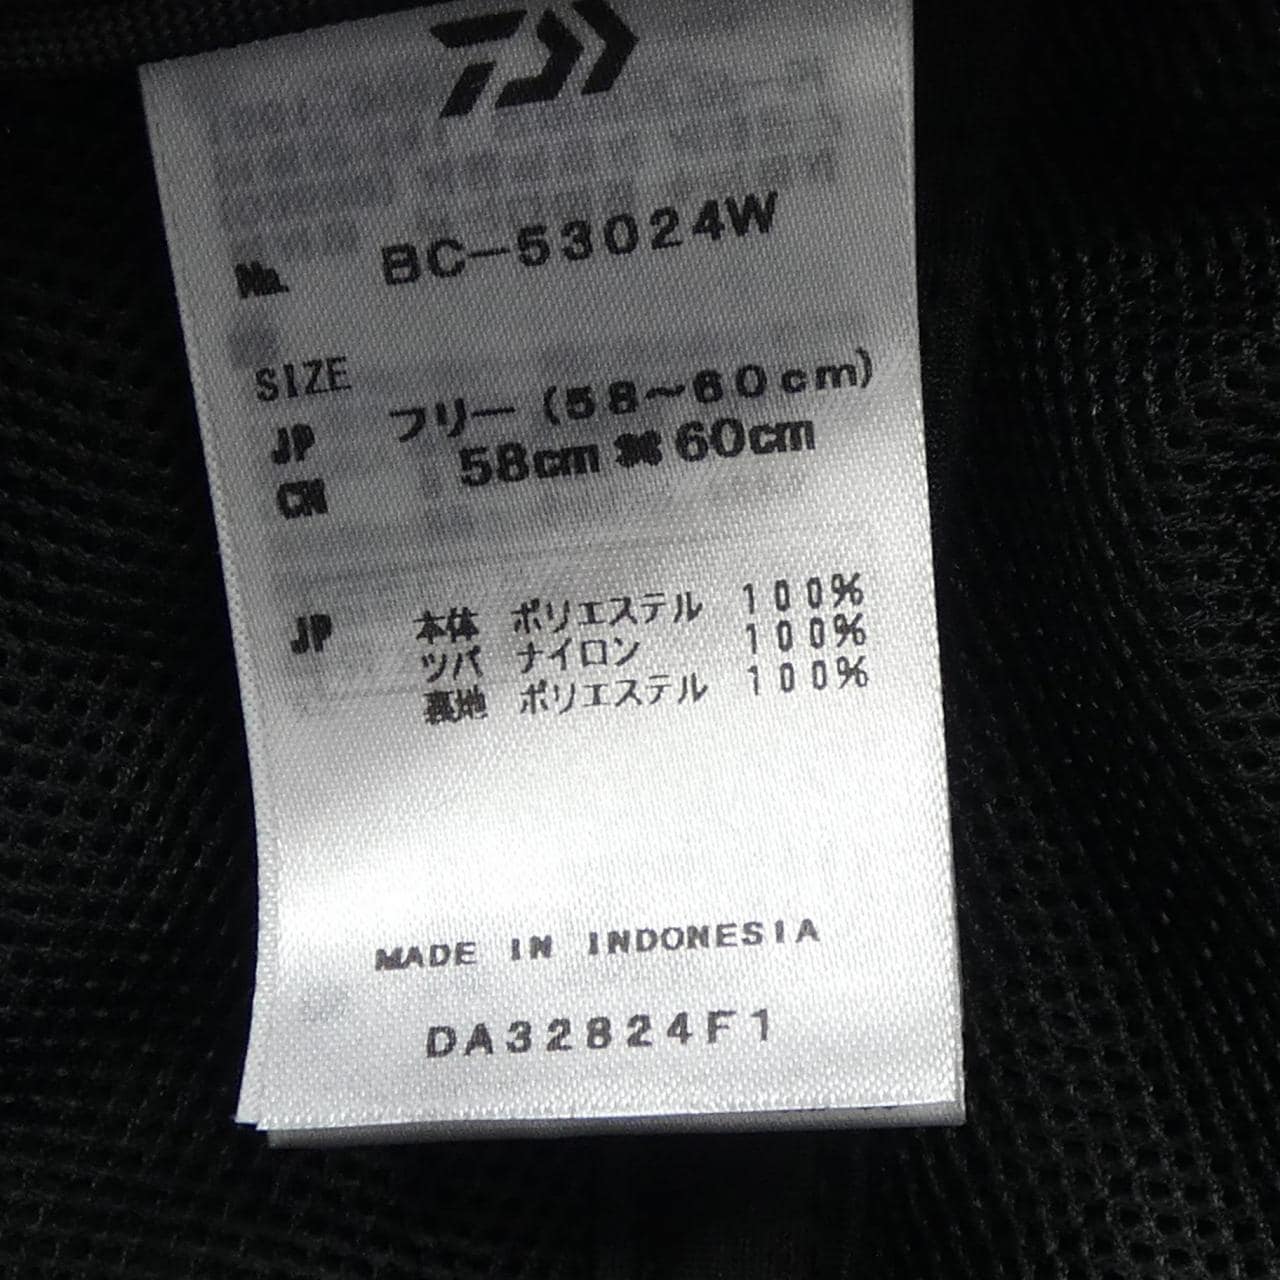 No. BC-53024W
SIZE
JP フリー (58〜60cm)
CN 58cm 60cm
JP 本体 ポリエステル 100%
ツバ ナイロン 100%
裏地 ポリエステル 100%
MADE IN INDONESIA
DA32824F1